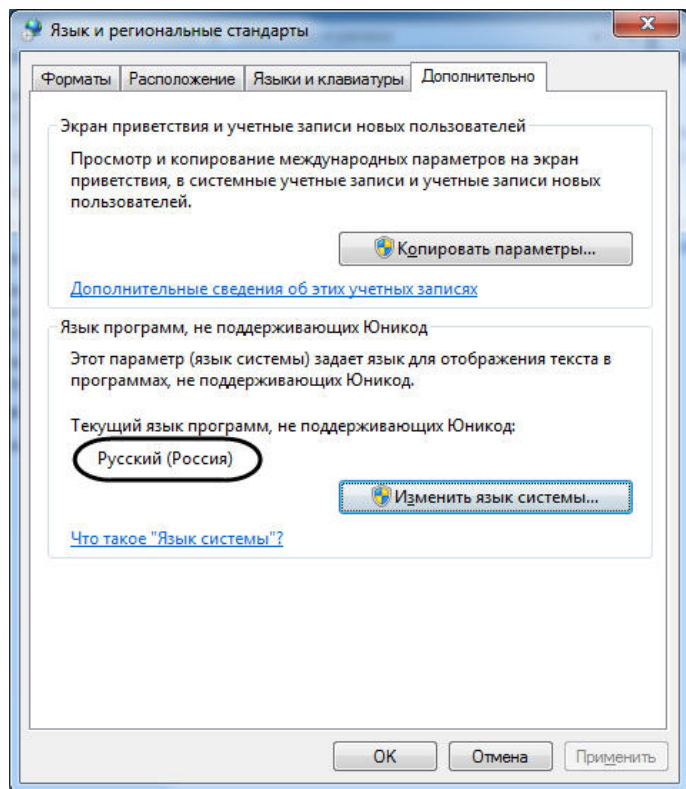 Язык и региональные стандарты
Форматы Расположение Языки и клавиатуры Дополнительно
Экран приветствия и учетные записи новых пользователей
Просмотр и копирование международных параметров на экран
приветствия, в системные учетные записи и учетные записи новых
пользователей.
Копировать параметры...
Дополнительные сведения об этих учетных записях
Язык программ, не поддерживающих Юникод
Этот параметр (язык системы) задает язык для отображения текста в
программах, не поддерживающих Юникод.
Текущий язык программ, не поддерживающих Юникод:
Русский (Россия)
Изменить язык системы...
Что такое "Язык системы"?
OK Отмена Применить